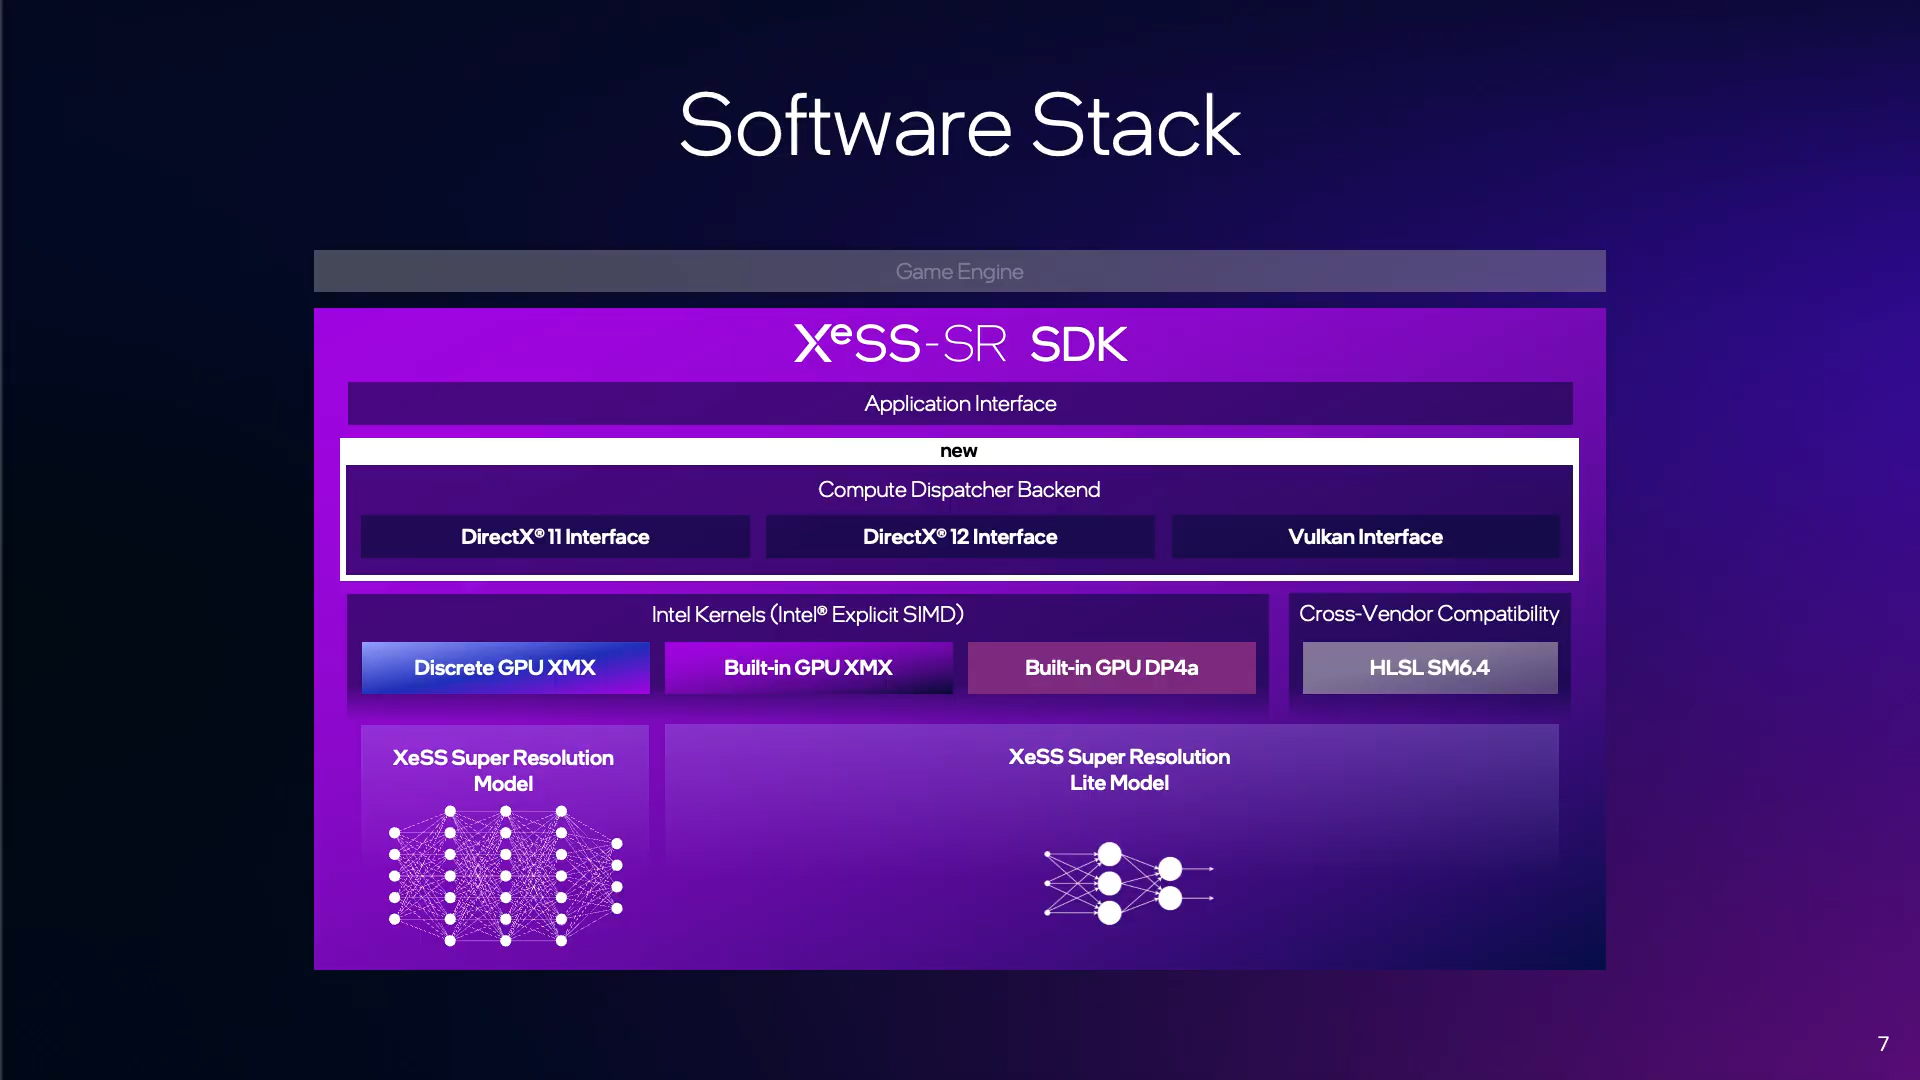 Software Stack
Game Engine
XeSS-SR SDK
Application Interface
new
Compute Dispatcher Backend
DirectX® 11 Interface
DirectX® 12 Interface
Vulkan Interface
Intel Kernels (Intel® Explicit SIMD)
Cross-Vendor Compatibility
Discrete GPU XMX
Built-in GPU XMX
Built-in GPU DP4a
HLSL SM6.4
XeSS Super Resolution
Model
XeSS Super Resolution
Lite Model
7